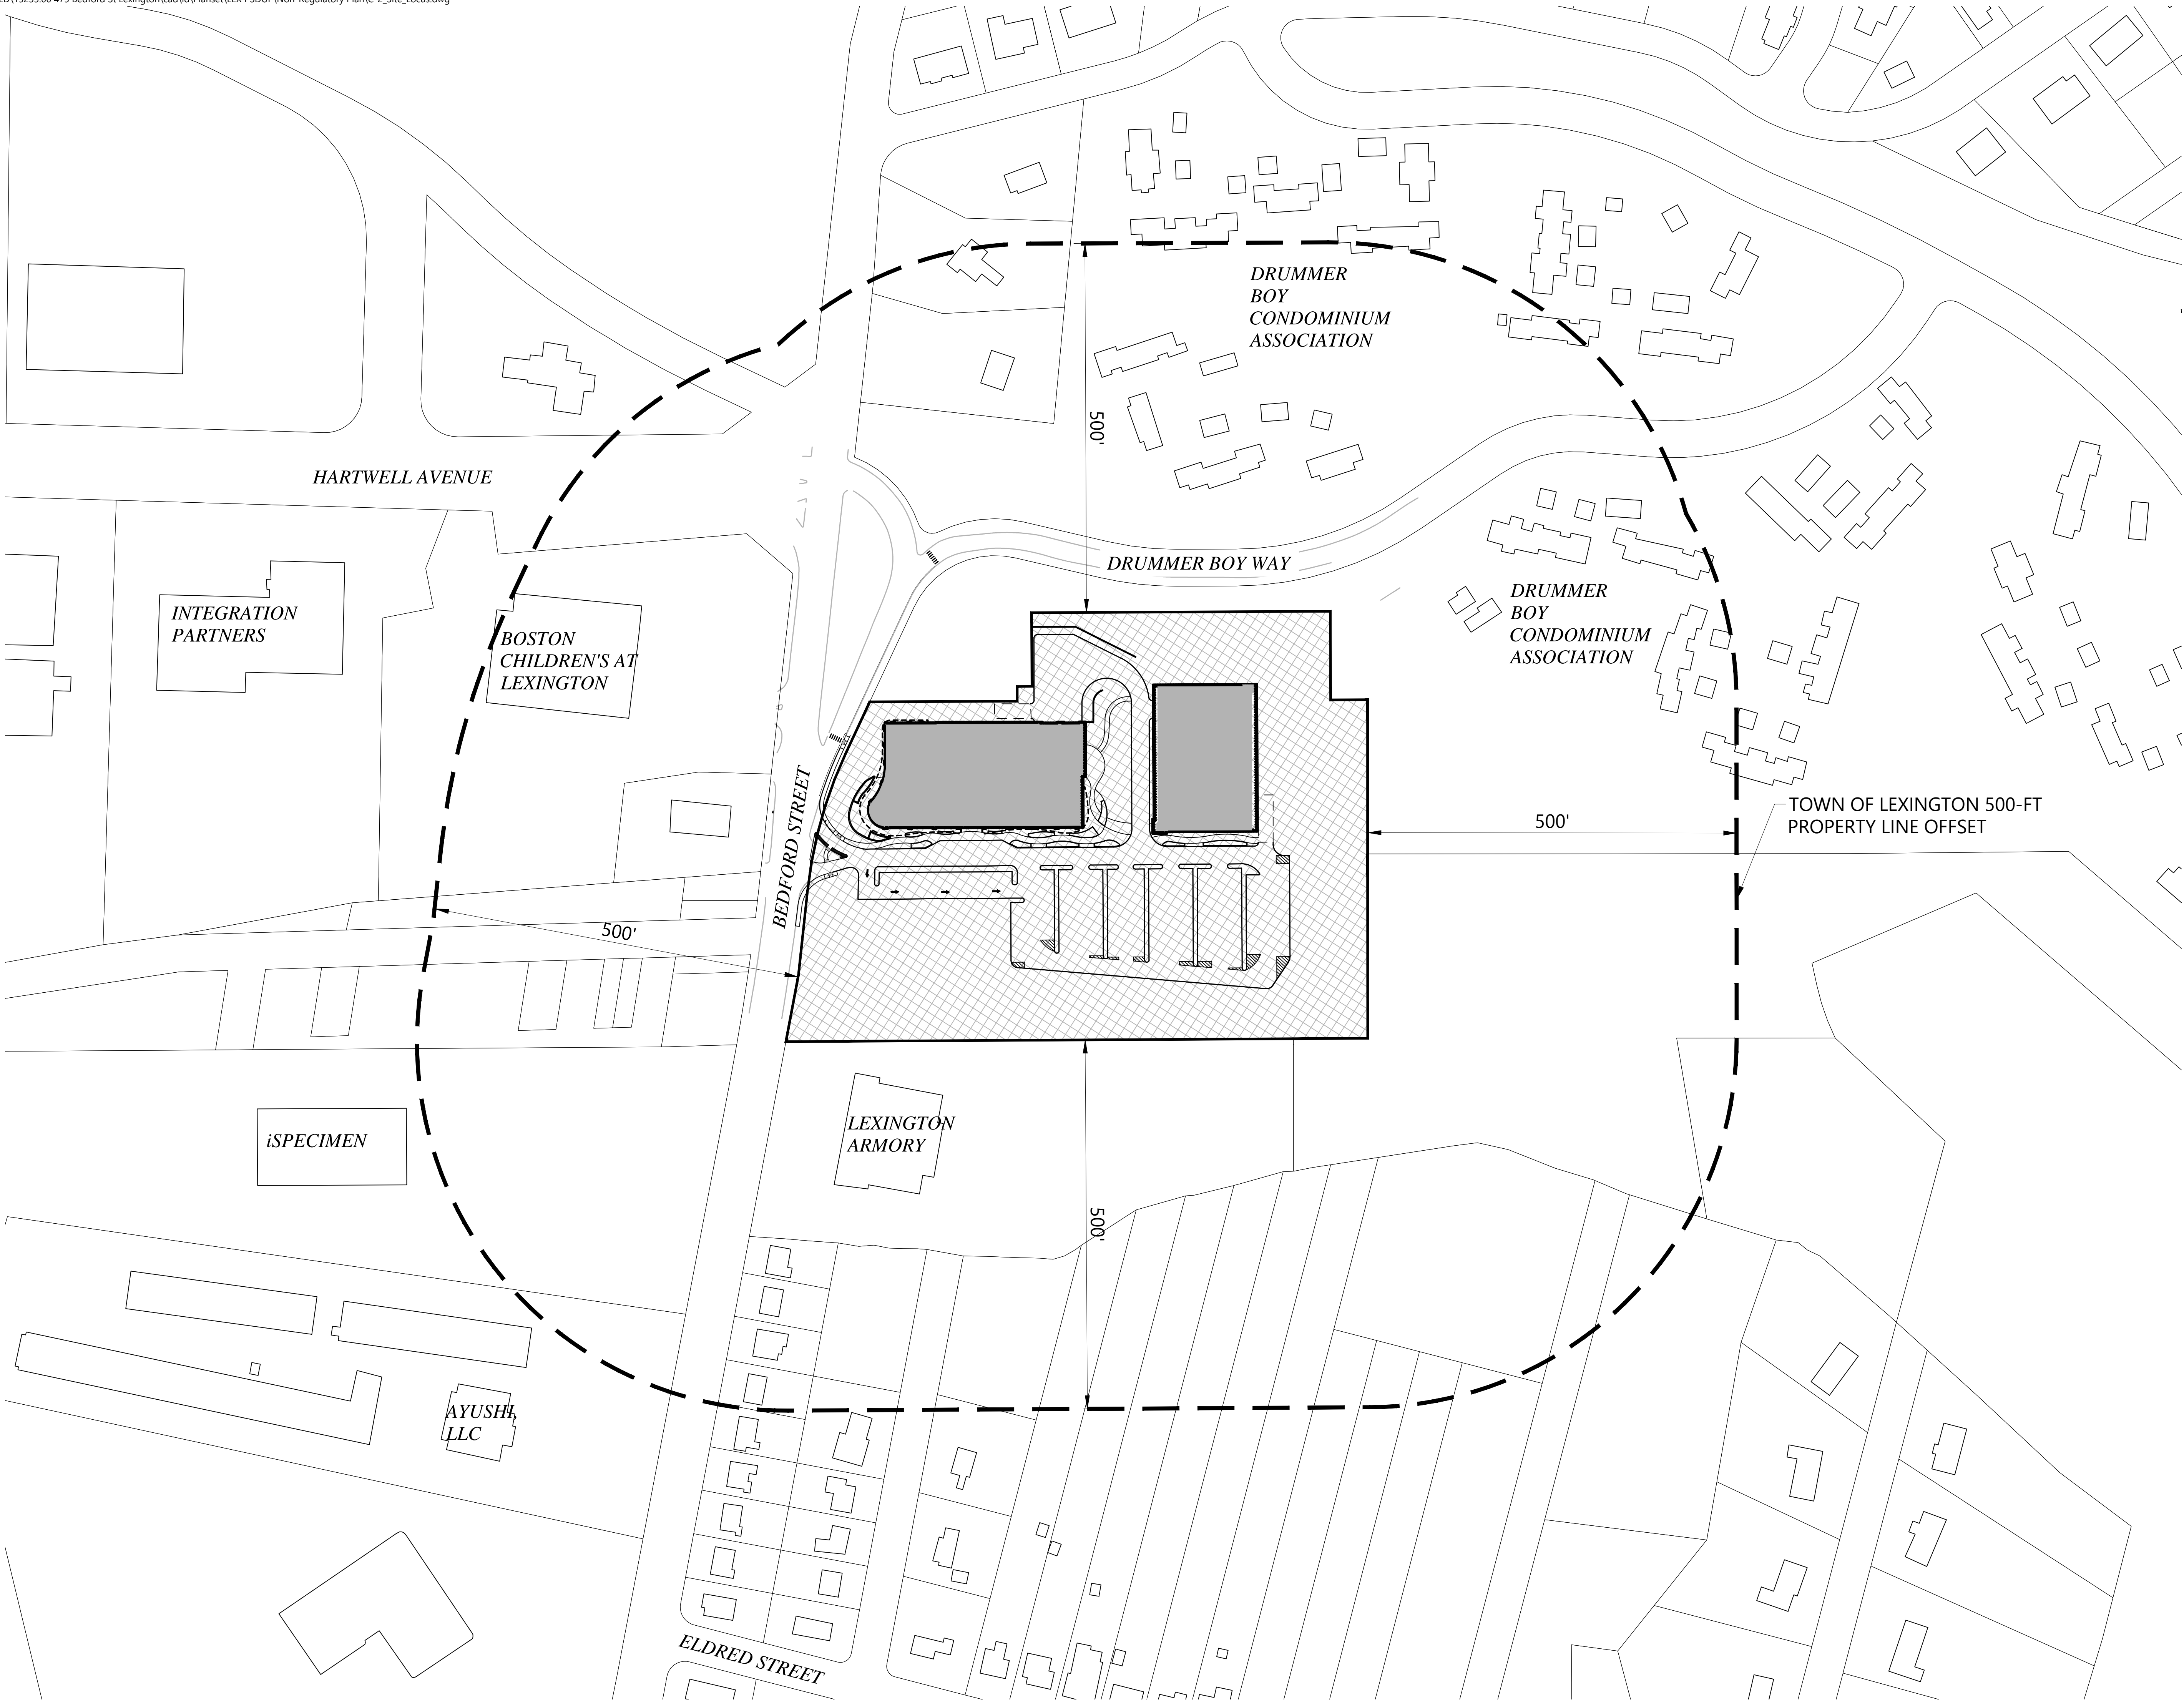 DRUMMER
BOY
CONDOMINIUM
ASSOCIATION
500'
HARTWELL AVENUE
DRUMMER BOY WAY
INTEGRATION
PARTNERS
BOSTON
CHILDREN'S AT
LEXINGTON
DRUMMER
BOY
CONDOMINIUM
ASSOCIATION
BEDFORD STREET
500'
TOWN OF LEXINGTON 500-FT
PROPERTY LINE OFFSET
500'
LEXINGTON
ARMORY
iSPECIMEN
500'
AYUSHI,
LLC
ELDRED STREET